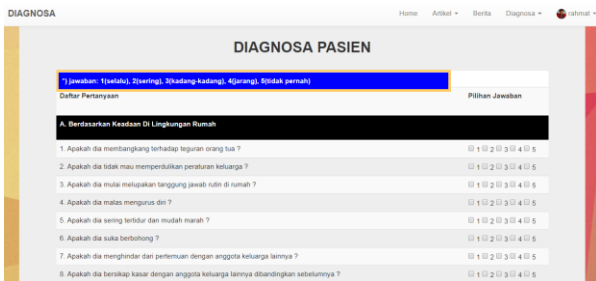 DIAGNOSA Home Artikel Berita Diagnosa rahmat
DIAGNOSA PASIEN
*) jawaban: 1(selalu), 2(sering), 3(kadang-kadang), 4(jarang), 5(tidak pernah)
Daftar Pertanyaan Pilihan Jawaban
A. Berdasarkan Keadaan Di Lingkungan Rumah
1. Apakah dia membangkang terhadap teguran orang tua ? 1 2 3 4 5
2. Apakah dia tidak mau memperdulikan peraturan keluarga ? 1 2 3 4 5
3. Apakah dia mulai melupakan tanggung jawab rutin di rumah ? 1 2 3 4 5
4. Apakah dia malas mengurus diri ? 1 2 3 4 5
5. Apakah dia sering tertidur dan mudah marah ? 1 2 3 4 5
6. Apakah dia suka berbohong ? 1 2 3 4 5
7. Apakah dia menghindar dari pertemuan dengan anggota keluarga lainnya ? 1 2 3 4 5
8. Apakah dia bersikap kasar dengan anggota keluarga lainnya dibandingkan sebelumnya ? 1 2 3 4 5